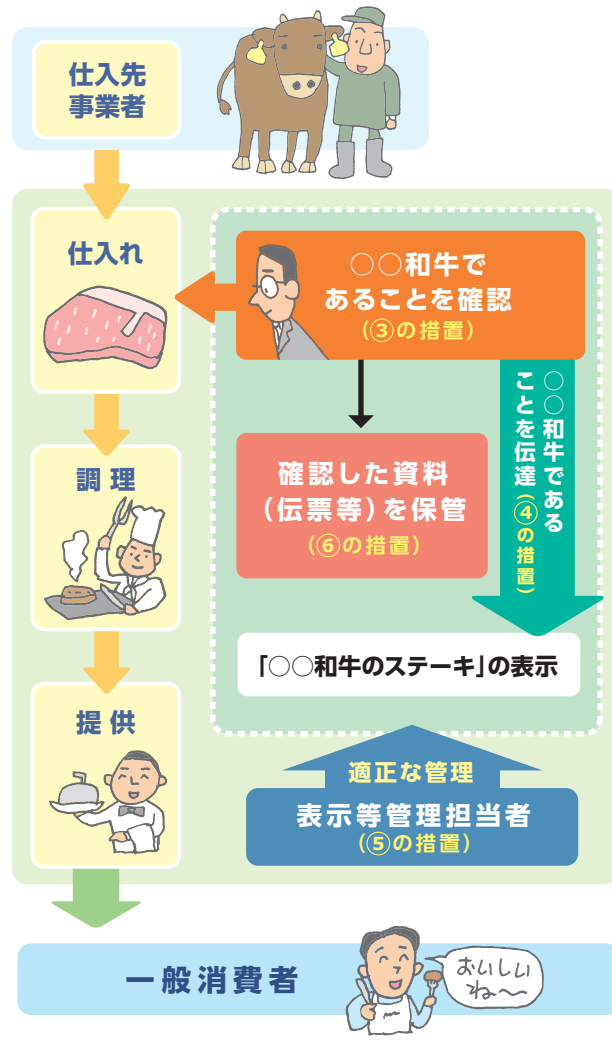 仕入先
事業者
仕入れ
○○和牛で
あることを確認
(③の措置)
○○和牛である
ことを伝達(④の措置)
確認した資料
(伝票等)を保管
(⑥の措置)
調理
「○○和牛のステーキ」の表示
提供
適正な管理
表示等管理担当者
(⑤の措置)
一般消費者
おいしい
ね〜